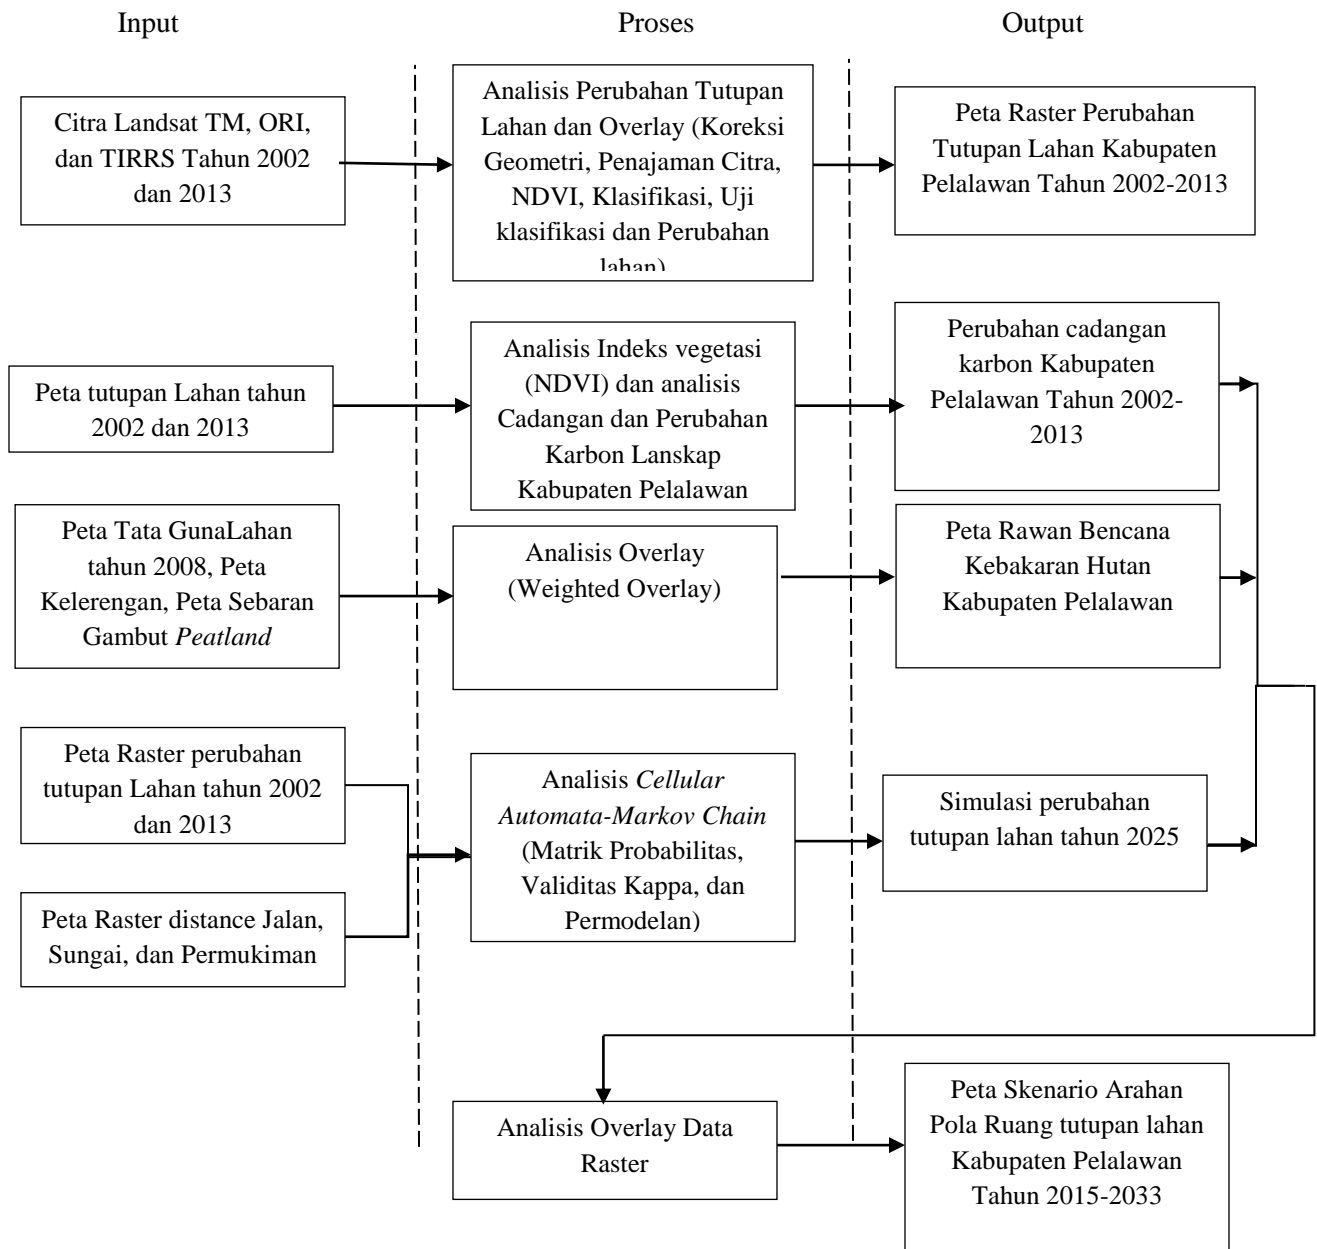 Input
Proses
Output
Citra Landsat TM, ORI,
dan TIRRS Tahun 2002
dan 2013
Analisis Perubahan Tutupan
Lahan dan Overlay (Koreksi
Geometri, Penajaman Citra,
NDVI, Klasifikasi, Uji
klasifikasi dan Perubahan
lahan)
Peta Raster Perubahan
Tutupan Lahan Kabupaten
Pelalawan Tahun 2002-2013
Peta tutupan Lahan tahun
2002 dan 2013
Analisis Indeks vegetasi
(NDVI) dan analisis
Cadangan dan Perubahan
Karbon Lanskap
Kabupaten Pelalawan
Perubahan cadangan
karbon Kabupaten
Pelalawan Tahun 2002-
2013
Peta Tata GunaLahan
tahun 2008, Peta
Kelerengan, Peta Sebaran
Gambut Peatland
Analisis Overlay
(Weighted Overlay)
Peta Rawan Bencana
Kebakaran Hutan
Kabupaten Pelalawan
Peta Raster perubahan
tutupan Lahan tahun 2002
dan 2013
Peta Raster distance Jalan,
Sungai, dan Permukiman
Analisis Cellular
Automata-Markov Chain
(Matrik Probabilitas,
Validitas Kappa, dan
Permodelan)
Simulasi perubahan
tutupan lahan tahun 2025
Analisis Overlay Data
Raster
Peta Skenario Arahan
Pola Ruang tutupan lahan
Kabupaten Pelalawan
Tahun 2015-2033